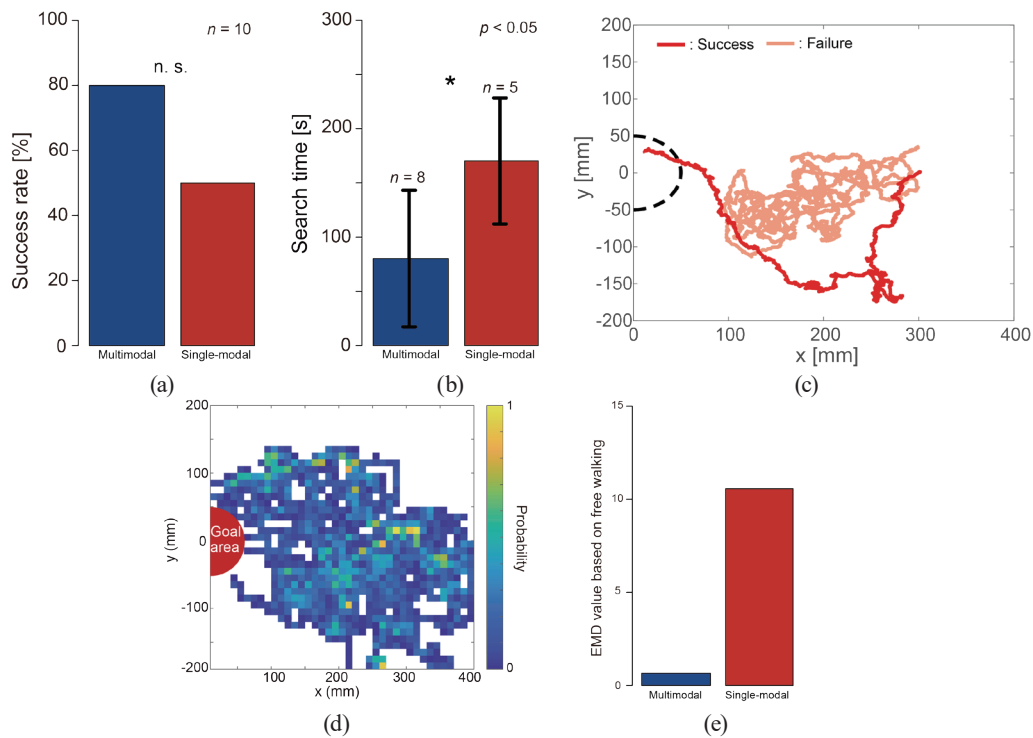 100
80
60
40
20
0
Success rate [%]
n = 10
n. s.
Multimodal
Single-modal
(a)
300
200
100
0
Search time [s]
p < 0.05
*
n = 5
n = 8
Multimodal
Single-modal
(b)
200
150
100
50
0
-50
-100
-150
-200
y [mm]
: Success
: Failure
0
100
200
300
400
x [mm]
(c)
200
100
0
-100
-200
y (mm)
Goal
area
0
100
200
300
400
x (mm)
1
0
Probability
(d)
15
10
5
0
EMD value based on free walking
Multimodal
Single-modal
(e)